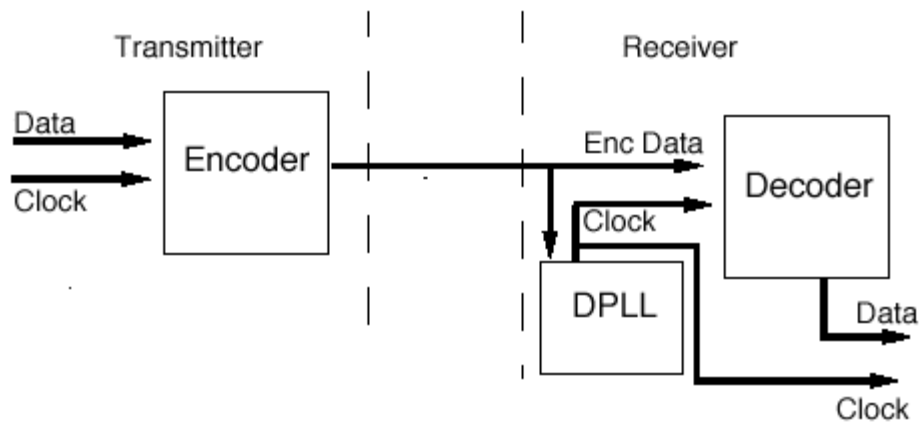 Transmitter
Receiver
Data
Encoder
Clock
Enc Data
Decoder
Clock
DPLL
Data
Clock